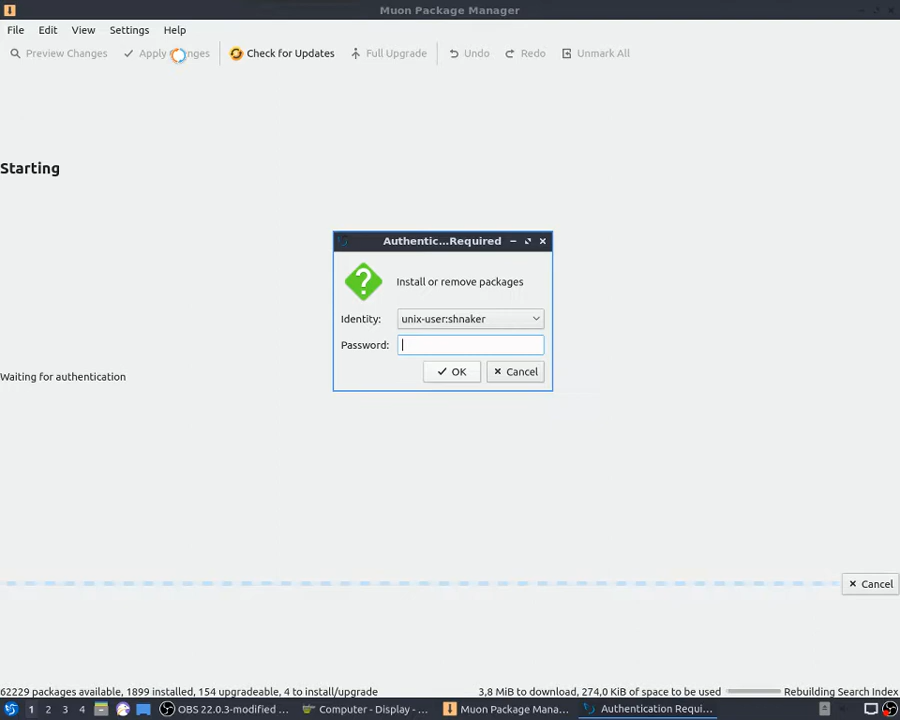 Muon Package Manager
File Edit View Settings Help
Preview Changes Apply Changes Check for Updates Full Upgrade Undo Redo Unmark All
Starting
Authentic...Required
Install or remove packages
Identity: unix-user:shnaker
Password:
OK Cancel
Waiting for authentication
Cancel
62229 packages available, 1899 installed, 154 upgradeable, 4 to install/upgrade 3,8 MiB to download, 274,0 KiB of space to be used Rebuilding Search Index
1 2 3 4 OBS 22.0.3-modified ... Computer - Display - ... Muon Package Mana... Authentication Requi...